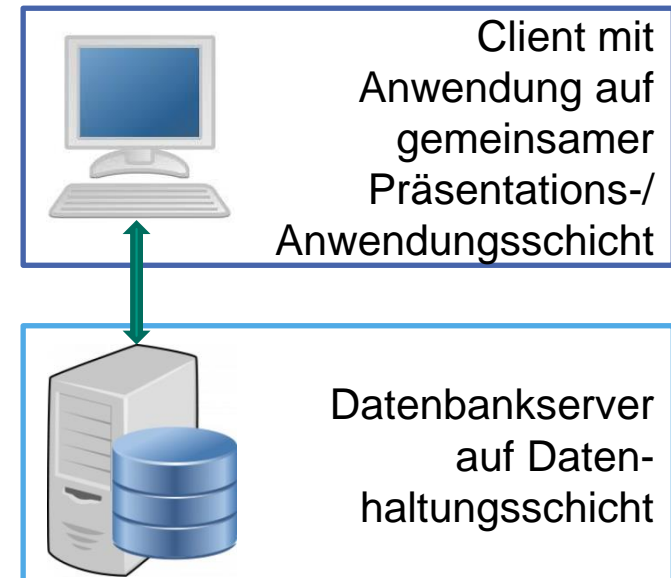 Client mit
Anwendung auf
gemeinsamer
Präsentations-/
Anwendungsschicht
Datenbankserver
auf Daten-
haltungsschicht